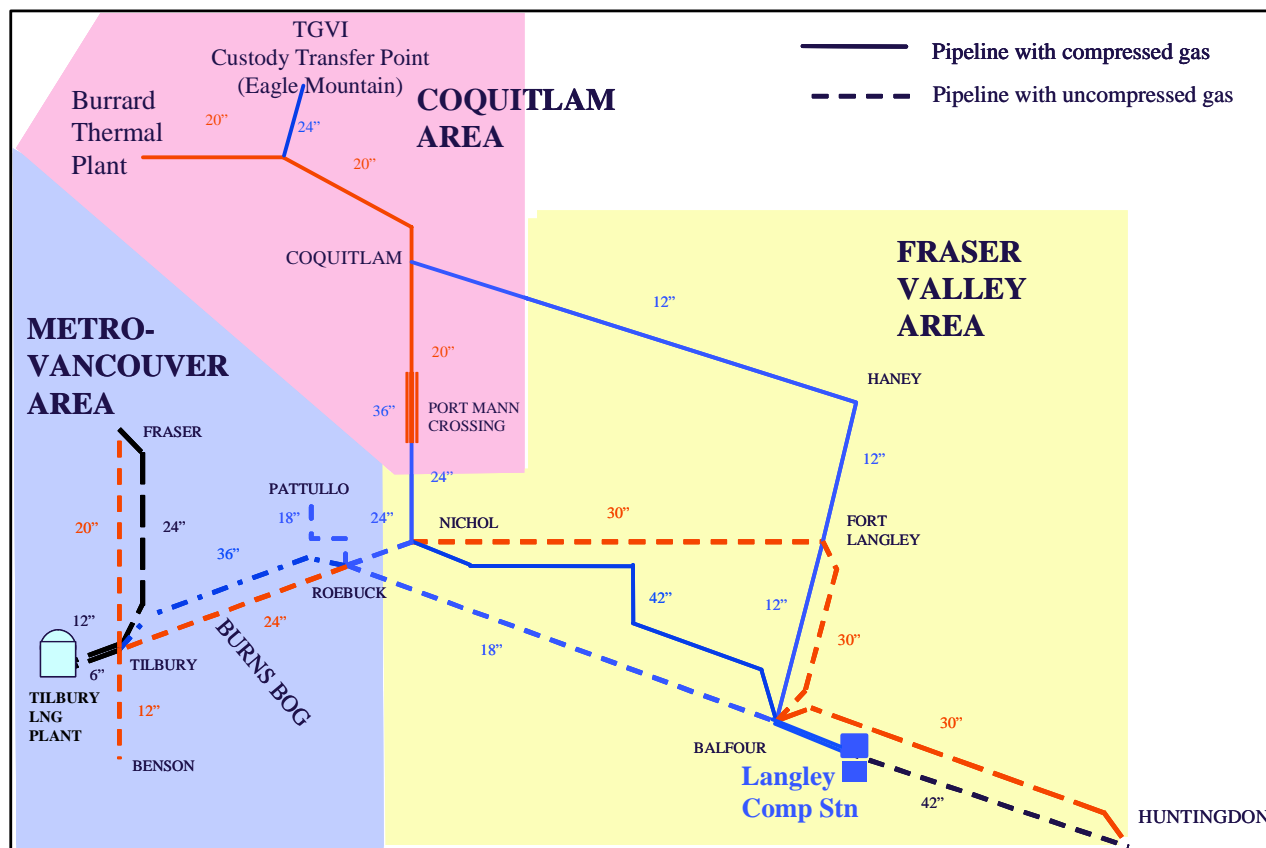 TGVI
Custody Transfer Point
(Eagle Mountain)
Pipeline with compressed gas
Pipeline with uncompressed gas
COQUITLAM
AREA
Burrard
Thermal
Plant
20”
24”
20”
COQUITLAM
12”
FRASER
VALLEY
AREA
METRO-
VANCOUVER
AREA
20”
HANEY
36”
PORT MANN
CROSSING
FRASER
12”
24”
PATTULLO
18”
24”
NICHOL
30”
FORT
LANGLEY
20”
24”
36”
ROEBUCK
42”
12”
24”
12”
30”
18”
BURNS BOG
6”
TILBURY
TILBURY
LNG
PLANT
12”
BENSON
BALFOUR
30”
Langley
Comp Stn
42”
HUNTINGDON